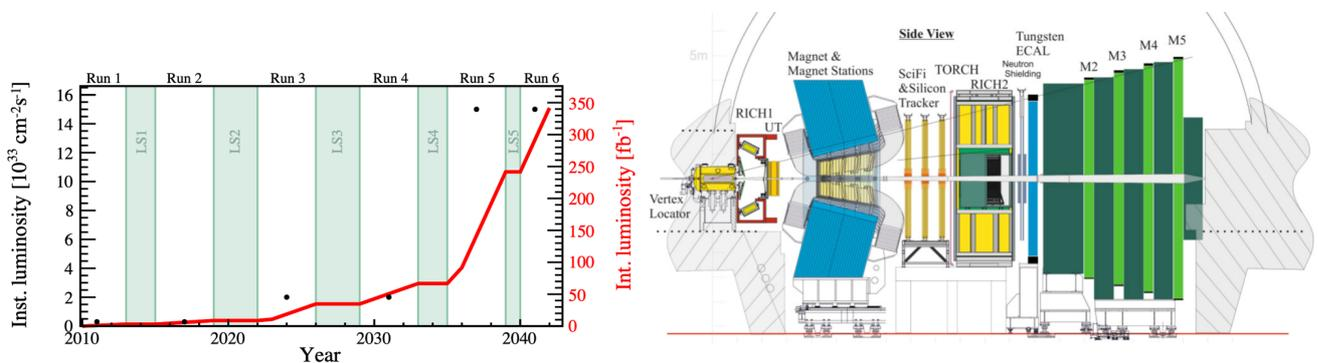 Run 1 Run 2 Run 3 Run 4 Run 5 Run 6
Inst. luminosity [10³³ cm⁻²s⁻¹]
16
14
12
10
8
6
4
2
0
LS1
LS2
LS3
LS4
LS5
350
300
250
200
150
100
50
0
Int. luminosity [fb⁻¹]
2010 2020 2030 2040
Year
Side View
5m
Magnet &
Magnet Stations
SciFi
&Silicon
Tracker
TORCH
RICH2
Tungsten
ECAL
Neutron
Shielding
M2
M3
M4
M5
RICH1
UT
Vertex
Locator